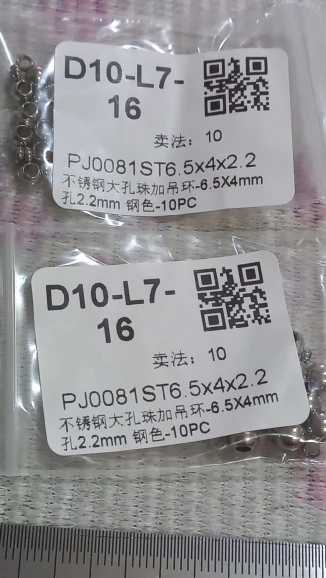 D10-L7-
16
卖法：10
PJ0081ST6.5x4x2.2
不锈钢大孔珠加吊环-6.5X4mm
孔2.2mm 钢色-10PC
D10-L7-
16
卖法：10
PJ0081ST6.5x4x2.2
不锈钢大孔珠加吊环-6.5X4mm
孔2.2mm 钢色-10PC